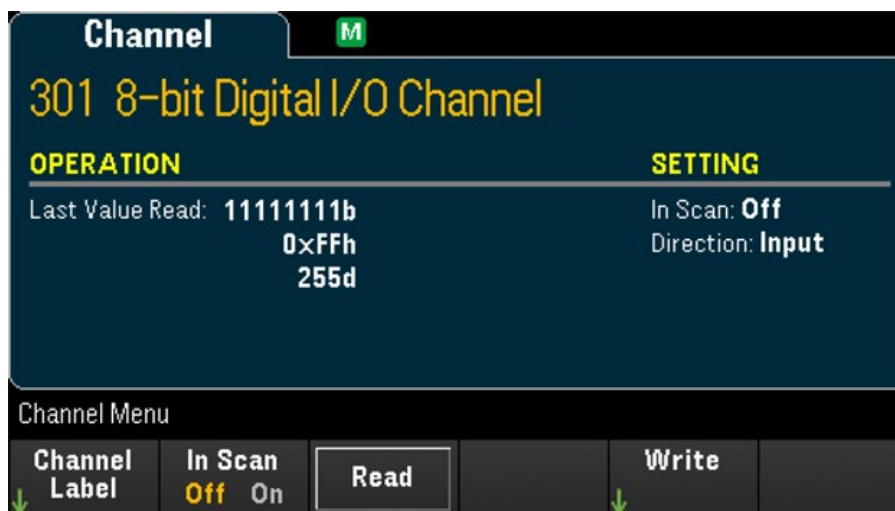 Channel M
301 8-bit Digital I/O Channel
OPERATION SETTING
Last Value Read: 11111111b In Scan: Off
0xFFh Direction: Input
255d
Channel Menu
Channel Label In Scan Off On Read Write